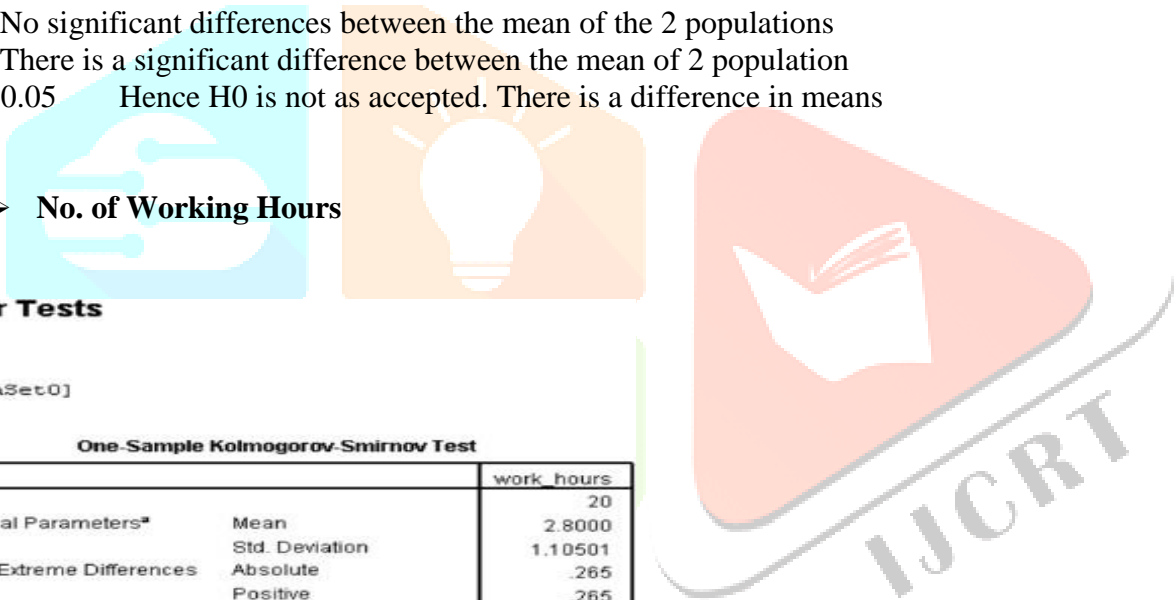 No significant differences between the mean of the 2 populations
There is a significant difference between the mean of 2 population
0.05 Hence H0 is not as accepted. There is a difference in means
➢ No. of Working Hours
Tests
Set0]
One-Sample Kolmogorov-Smirnov Test
work_hours
20
al Parametersᵃ Mean 2.8000
Std. Deviation 1.10501
Extreme Differences Absolute .265
Positive .265
IJCRT